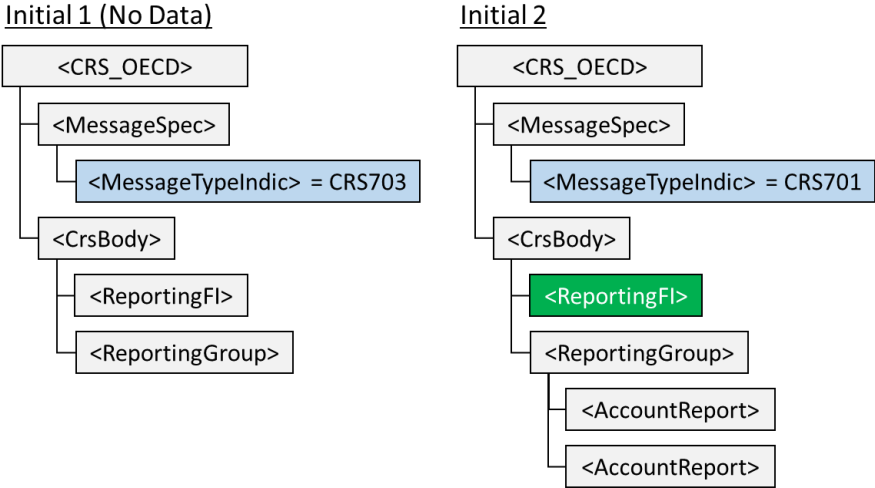 Initial 1 (No Data)
<CRS_OECD>
<MessageSpec>
<MessageTypeIndic> = CRS703
<CrsBody>
<ReportingFI>
<ReportingGroup>
Initial 2
<CRS_OECD>
<MessageSpec>
<MessageTypeIndic> = CRS701
<CrsBody>
<ReportingFI>
<ReportingGroup>
<AccountReport>
<AccountReport>